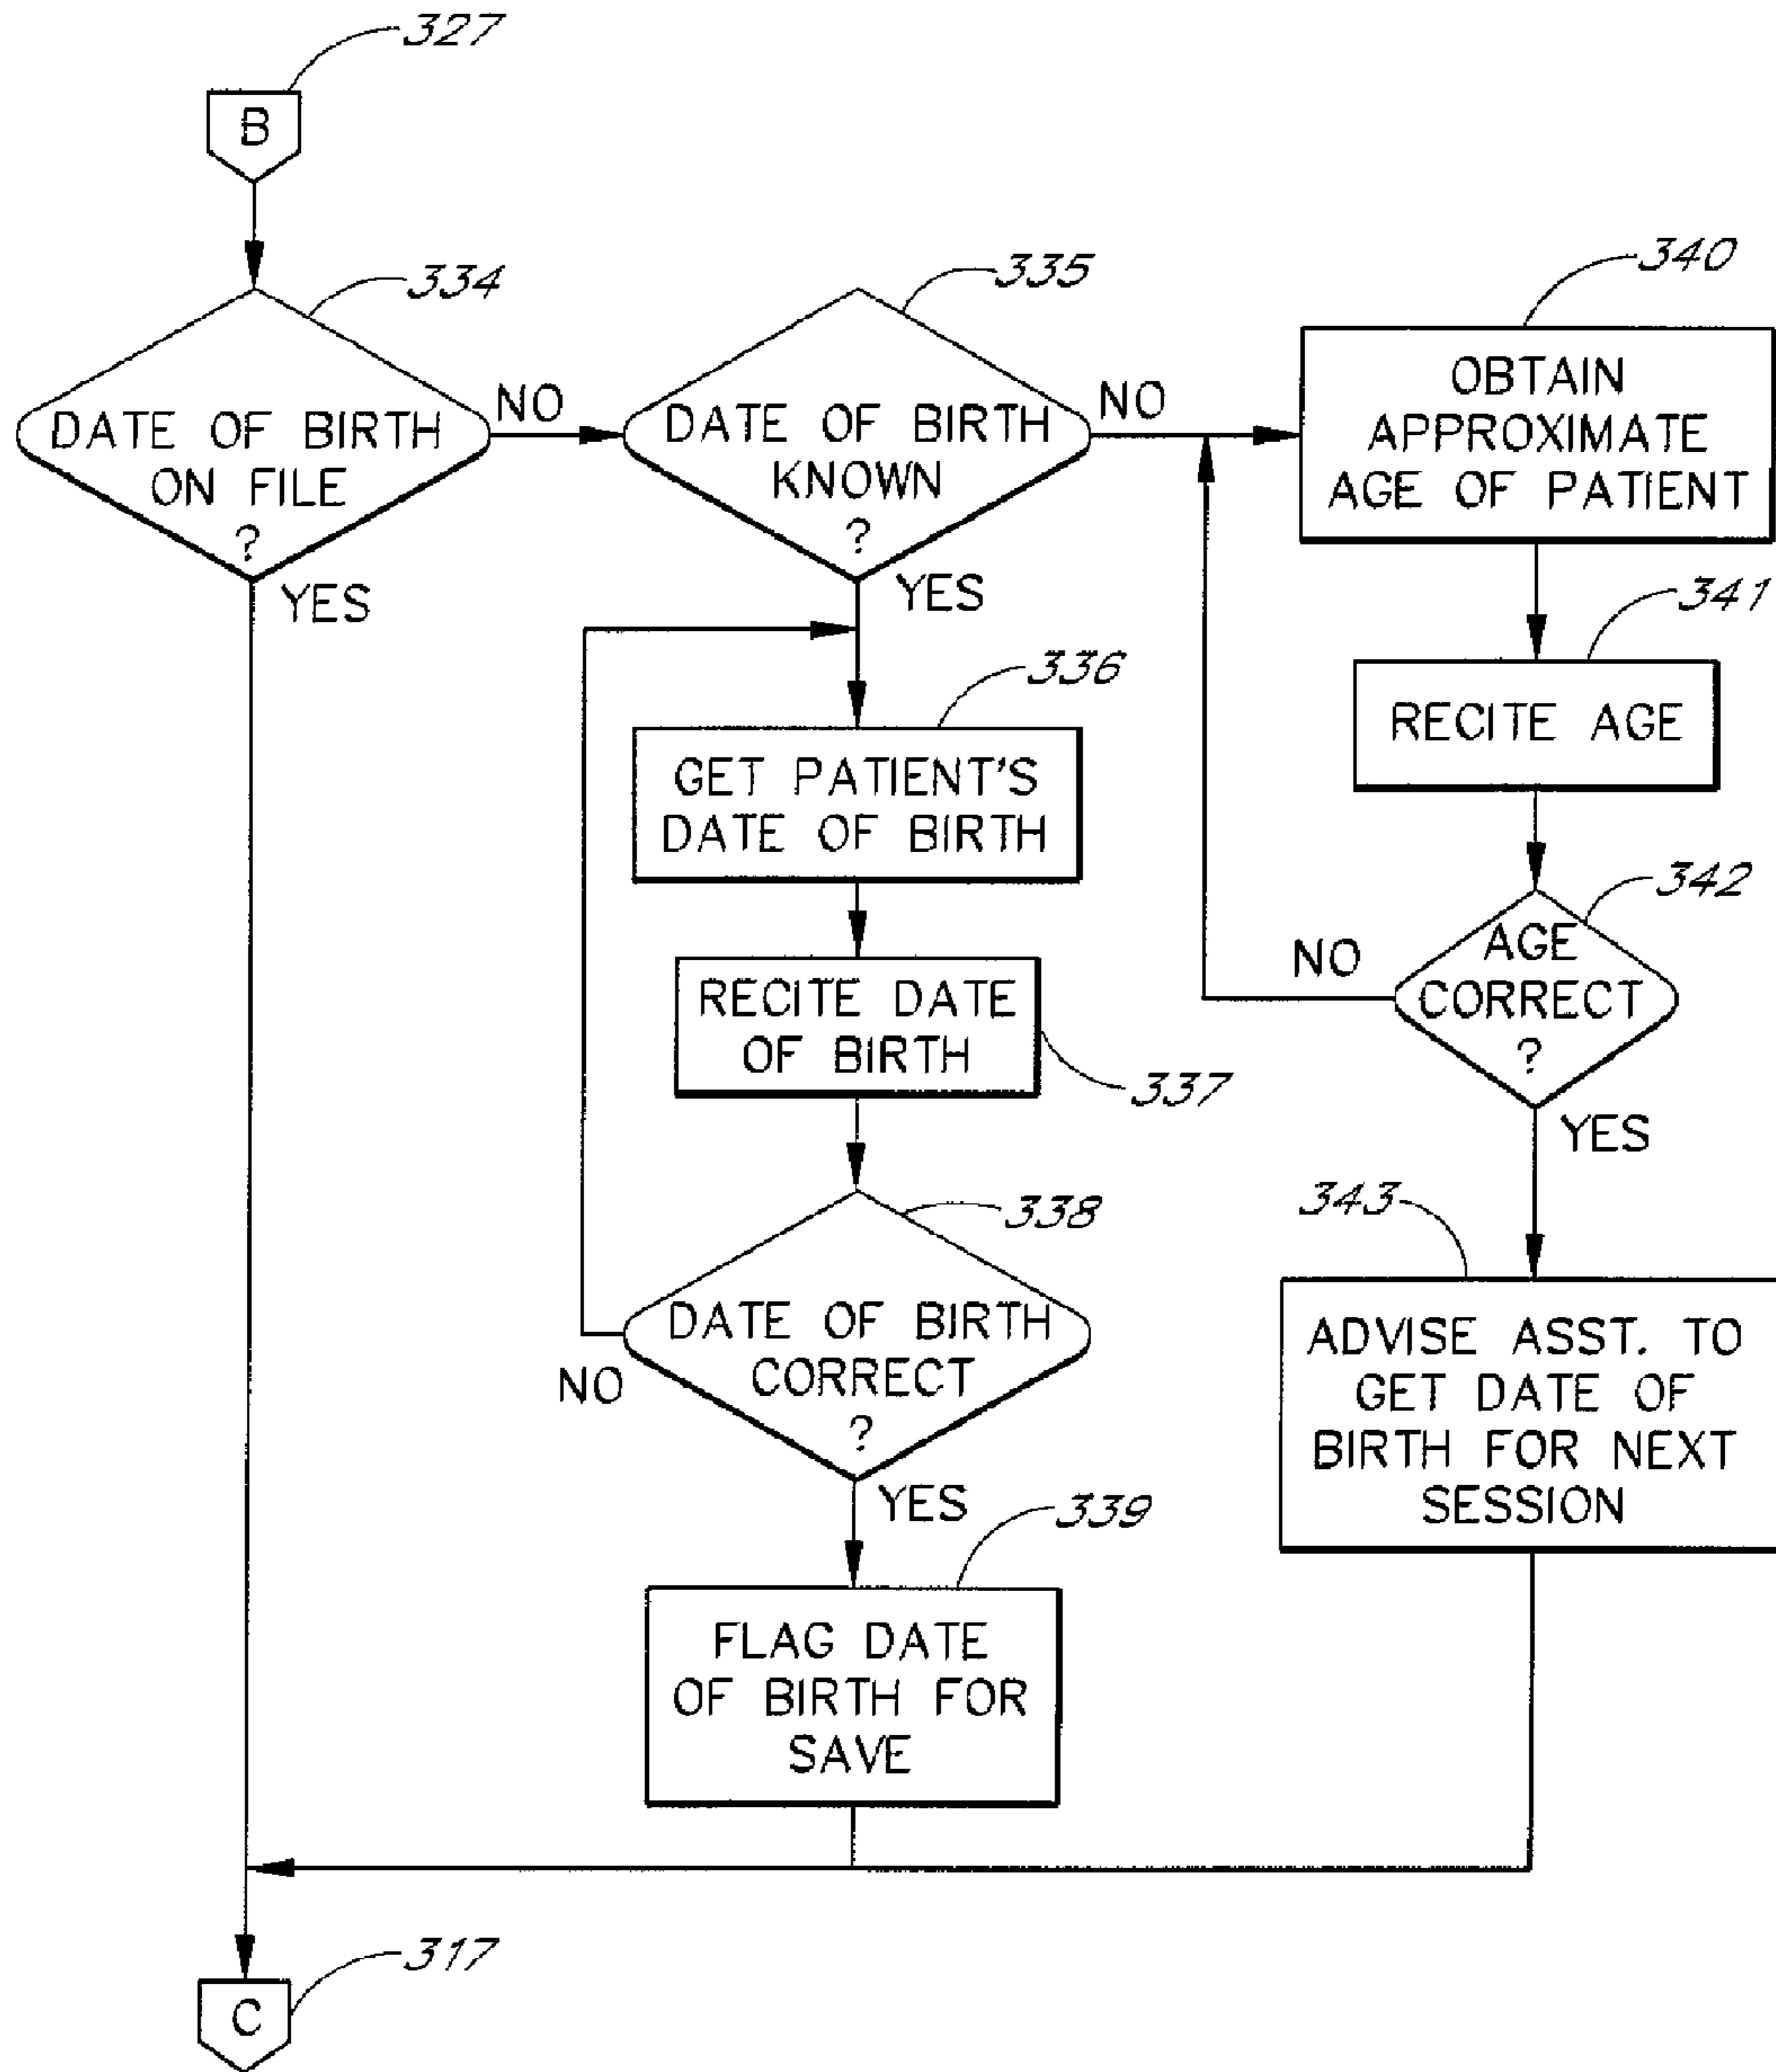 327
B
334
DATE OF BIRTH
ON FILE
?
NO
YES
335
DATE OF BIRTH
KNOWN
?
NO
YES
340
OBTAIN
APPROXIMATE
AGE OF PATIENT
341
RECITE AGE
342
AGE
CORRECT
?
NO
YES
343
ADVISE ASST. TO
GET DATE OF
BIRTH FOR NEXT
SESSION
336
GET PATIENT'S
DATE OF BIRTH
RECITE DATE
OF BIRTH
337
338
DATE OF BIRTH
CORRECT
?
NO
YES
339
FLAG DATE
OF BIRTH FOR
SAVE
317
C